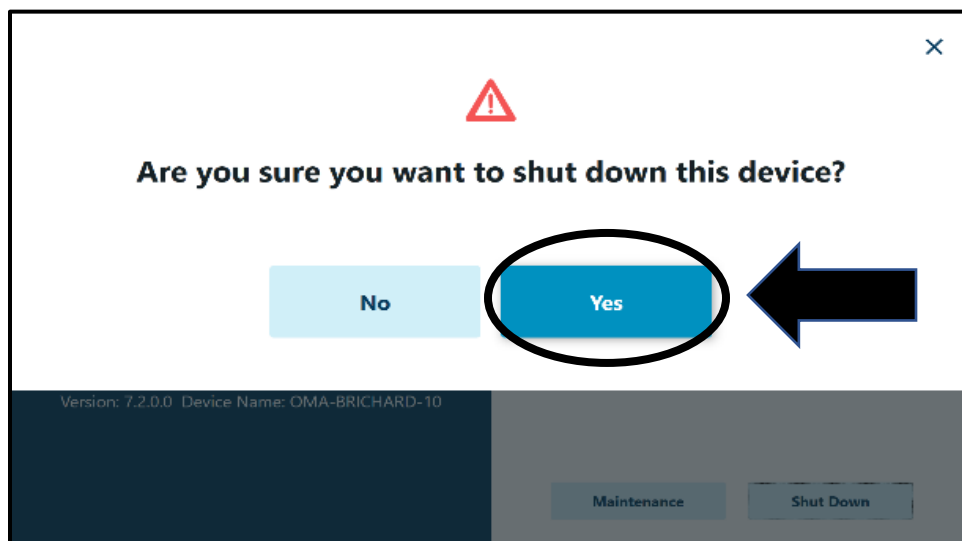 Are you sure you want to shut down this device?
No
Yes
Version: 7.2.0.0 Device Name: OMA-BRICHARD-10
Maintenance
Shut Down